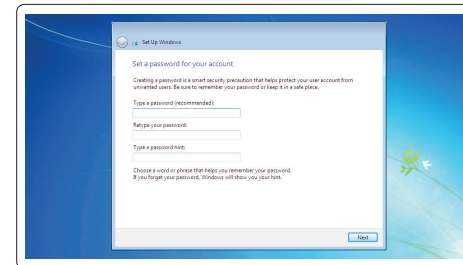 Set Up Windows
Set a password for your account
Creating a password is a smart security precaution that helps protect your user account from
unwanted users. Be sure to remember your password or keep it in a safe place.
Type a password (recommended):
Retype your password:
Type a password hint:
Choose a word or phrase that helps you remember your password.
If you forget your password, Windows will show you your hint.
Next